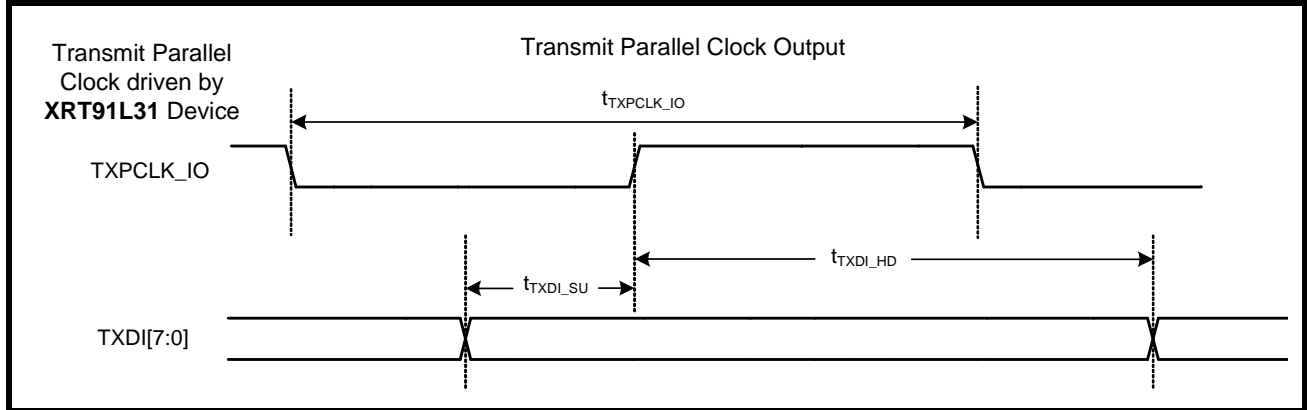 Transmit Parallel
Clock driven by
XRT91L31 Device
Transmit Parallel Clock Output
tTXPCLK_IO
TXPCLK_IO
tTXDI_HD
tTXDI_SU
TXDI[7:0]